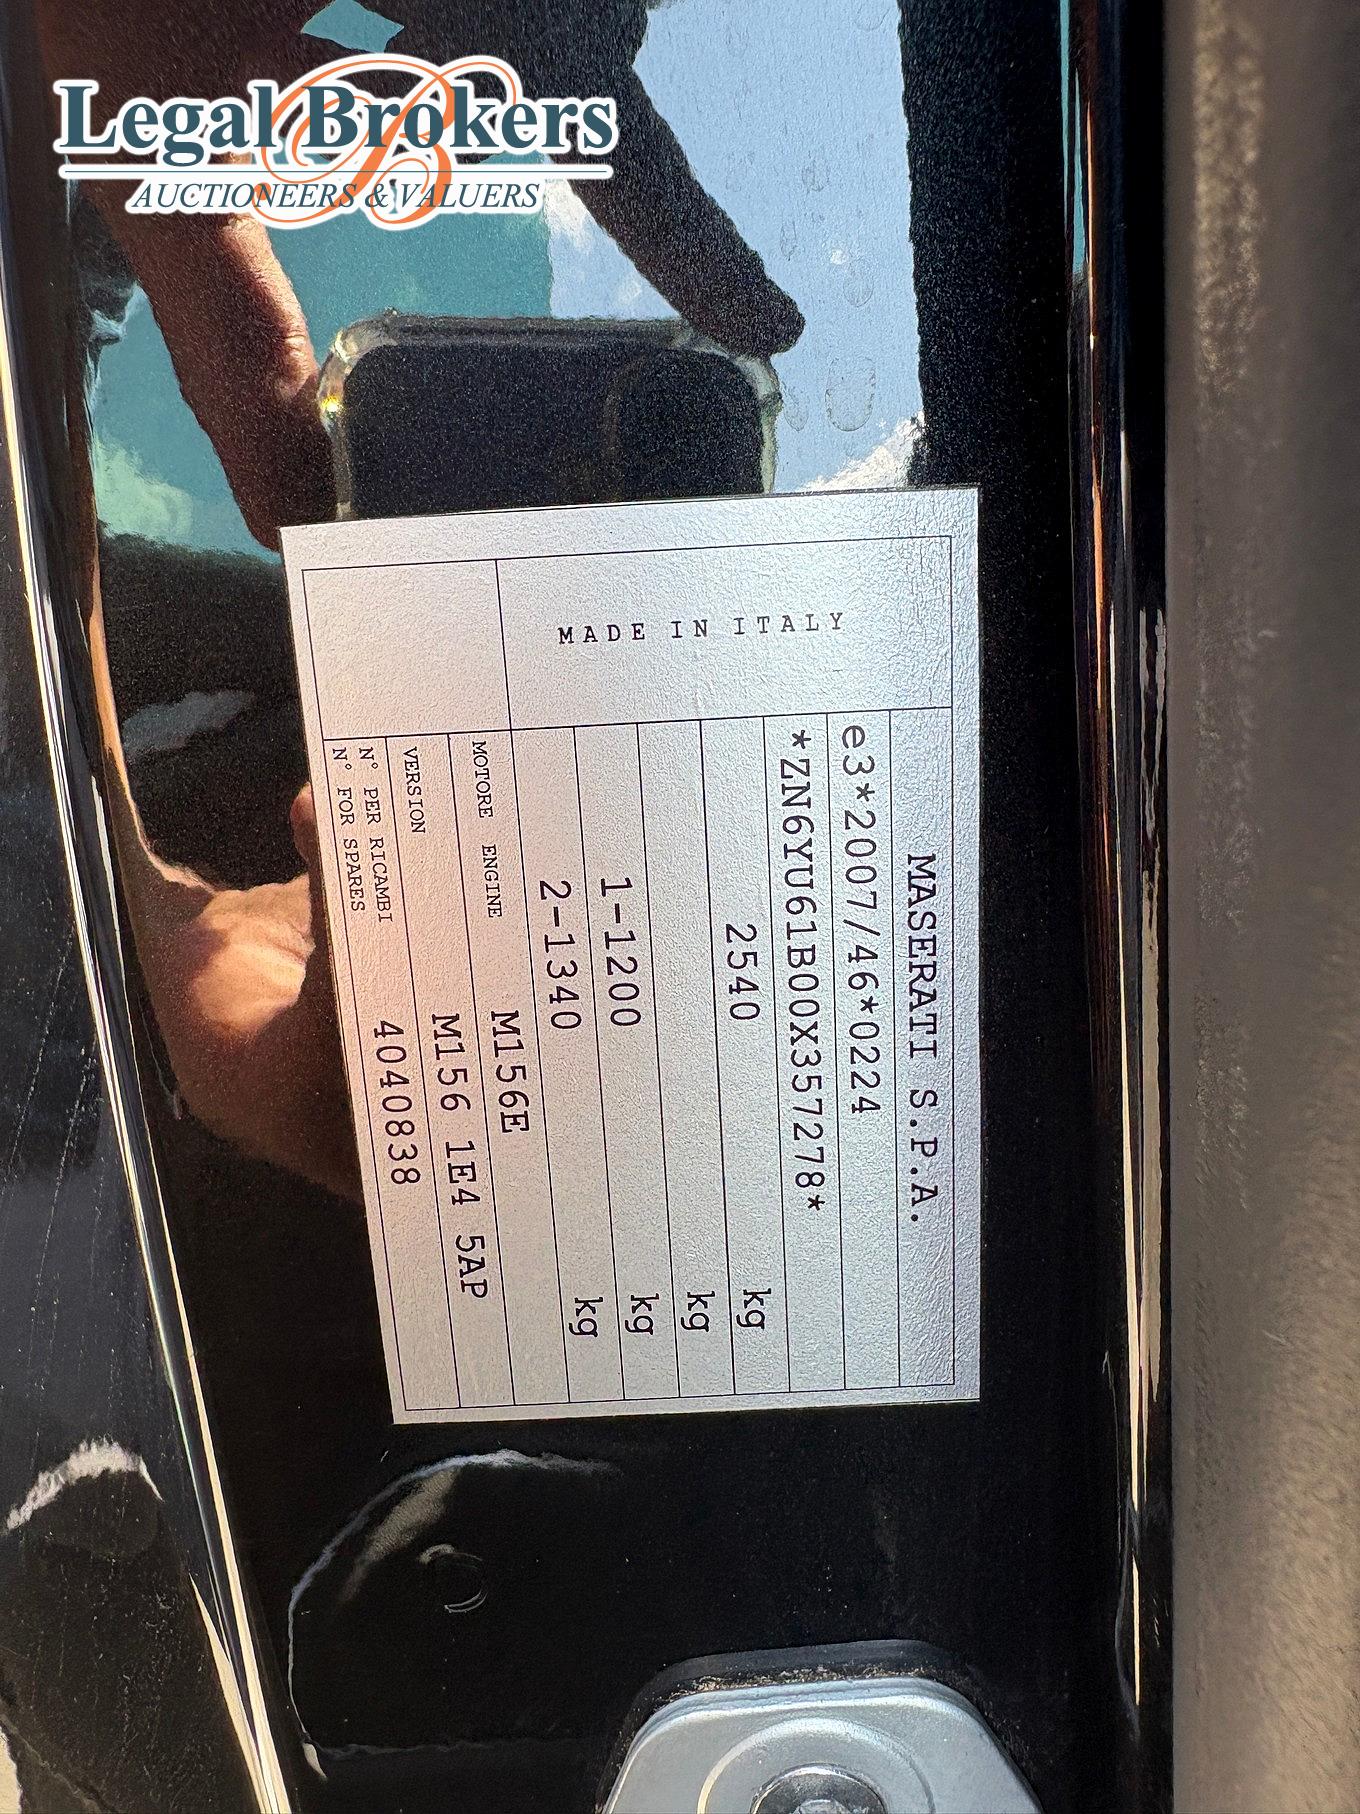 Legal Brokers
AUCTIONEERS & VALUERS
MASERATI S.P.A.
e3*2007/46*0224
*ZN6YU61B00X357278*
2540 kg
kg
1-1200 kg
2-1340 kg
MOTORE ENGINE M156E
VERSION M156 1E4 5AP
N° PER RICAMBI 4040838
N° FOR SPARES
MADE IN ITALY